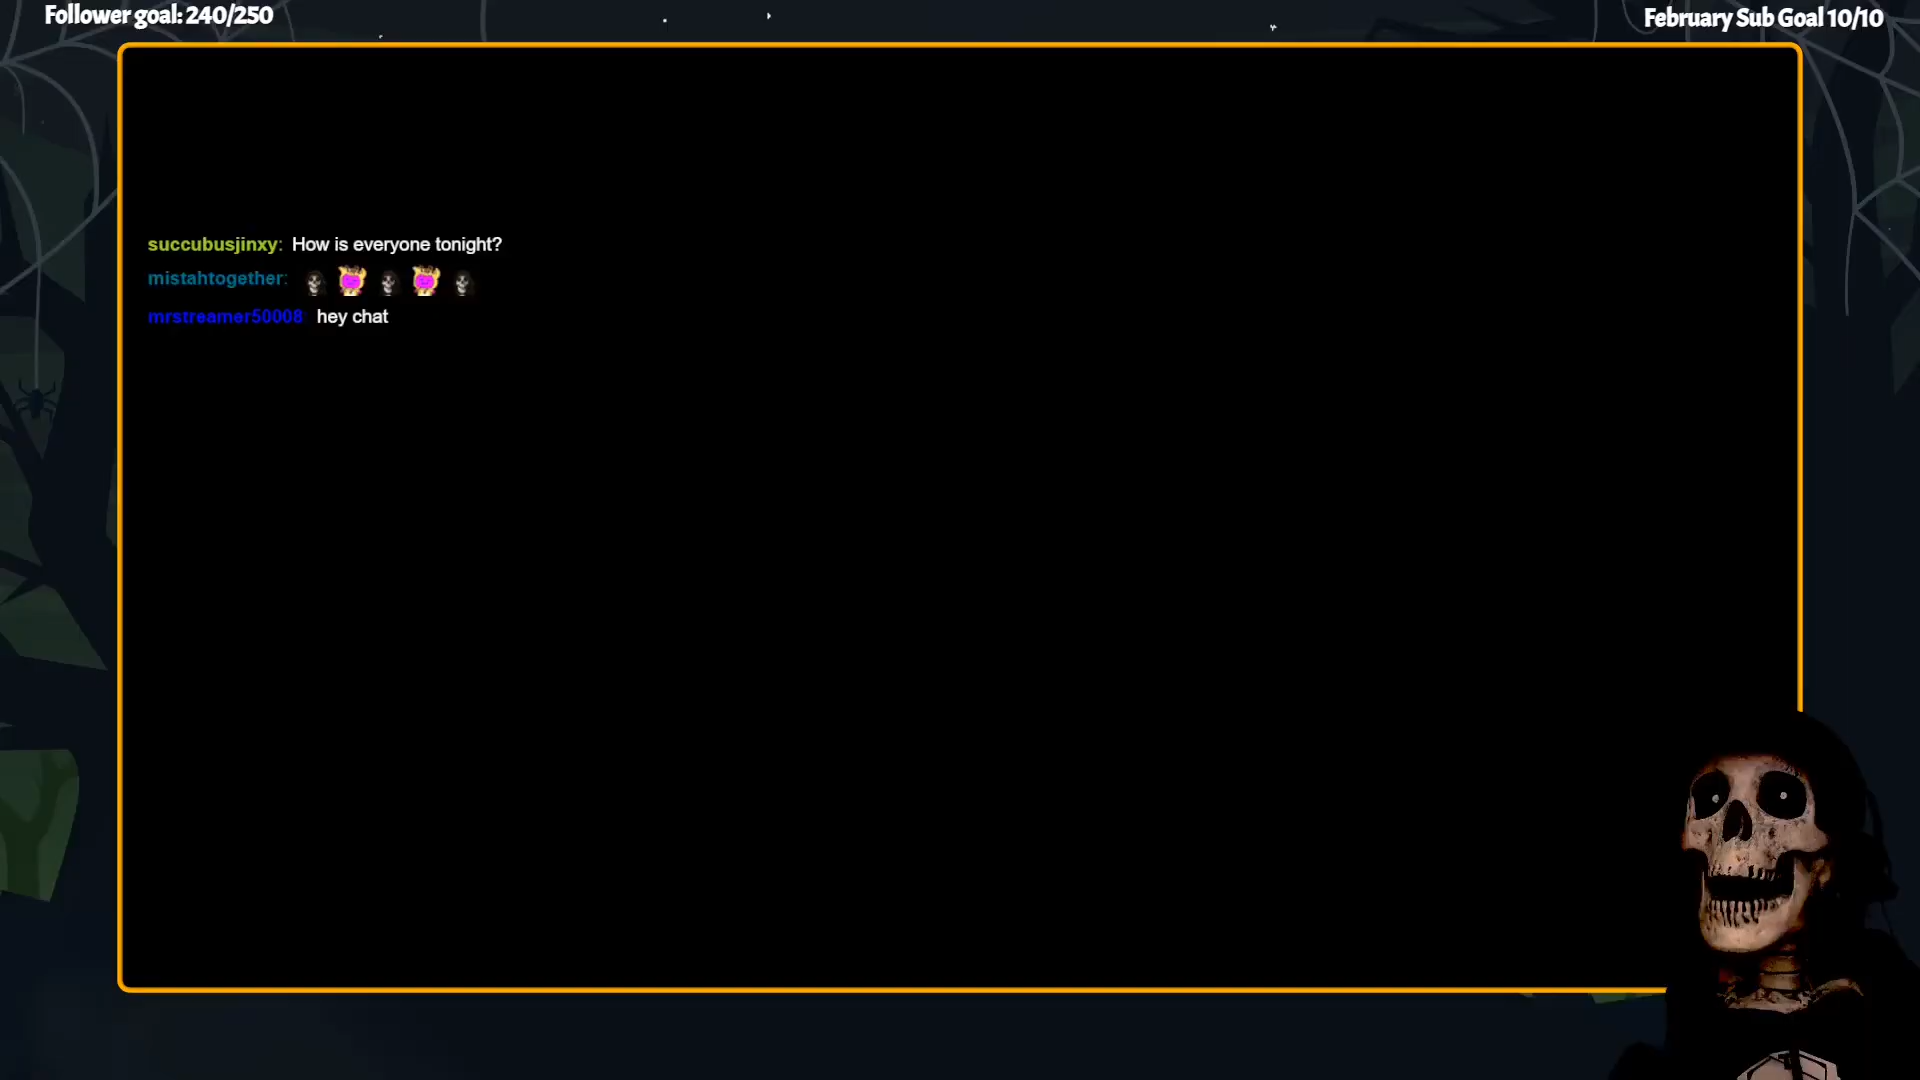 Follower goal: 240/250
February Sub Goal 10/10
succubusjinxy: How is everyone tonight?
mistahtogether:
mrstreamer50008 hey chat